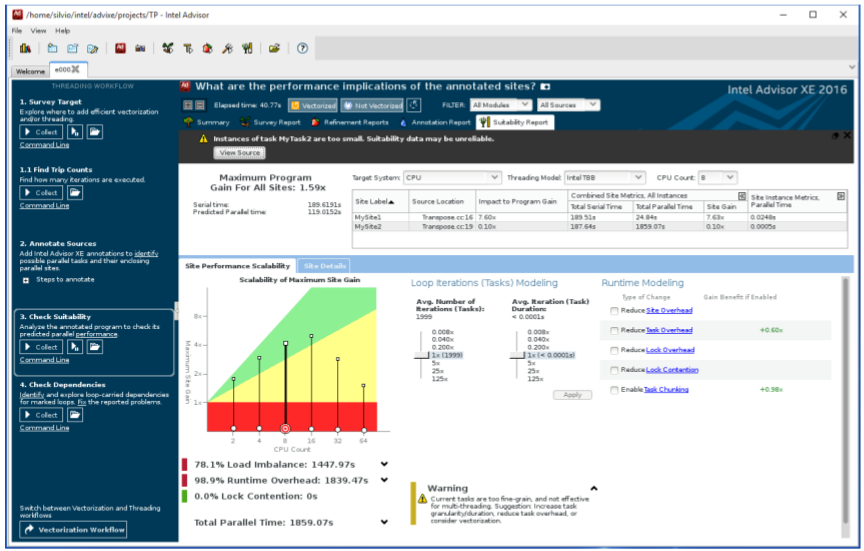 /home/silvio/intel/advixe/projects/TP - Intel Advisor
File View Help
Welcome e000
THREADING WORKFLOW
1. Survey Target
Explore where to add efficient vectorization
and/or threading.
Collect
Command Line
1.1 Find Trip Counts
Find how many iterations are executed.
Collect
Command Line
2. Annotate Sources
Add Intel Advisor XE annotations to identify
possible parallel tasks and their enclosing
parallel sites.
Steps to annotate
3. Check Suitability
Analyze the annotated program to check its
predicted parallel performance.
Collect
Command Line
4. Check Dependencies
Identify and explore loop-carried dependencies
for marked loops. Fix the reported problems.
Collect
Command Line
Switch between Vectorization and Threading
workflows
Vectorization Workflow
What are the performance implications of the annotated sites?
Intel Advisor XE 2016
Elapsed time: 40.77s Vectorized Not Vectorized FILTER: All Modules All Sources
Summary Survey Report Refinement Reports Annotation Report Suitability Report
Instances of task MyTask2 are too small. Suitability data may be unreliable.
View Source
Maximum Program
Gain For All Sites: 1.59x
Serial time: 189.6191s
Predicted Parallel time: 119.0152s
Target System: CPU Threading Model: Intel TBB CPU Count: 8
Site Label Source Location Impact to Program Gain Combined Site Metrics, All Instances Site Instance Metrics,
Total Serial Time Total Parallel Time Site Gain Parallel Time
MySite1 Transpose.cc:16 7.60x 189.51s 24.84s 7.63x 0.0248s
MySite2 Transpose.cc:19 0.10x 187.64s 1859.07s 0.10x 0.0005s
Site Performance Scalability Site Details
Scalability of Maximum Site Gain
Maximum Site Gain
8x
4x
2x
1x
2 4 8 16 32 64
CPU Count
78.1% Load Imbalance: 1447.97s
98.9% Runtime Overhead: 1839.47s
0.0% Lock Contention: 0s
Total Parallel Time: 1859.07s
Loop Iterations (Tasks) Modeling
Avg. Number of
Iterations (Tasks):
1999
0.008x
0.040x
0.200x
1x (1999)
5x
25x
125x
Avg. Iteration (Task)
Duration:
< 0.0001s
0.008x
0.040x
0.200x
1x (< 0.0001s)
5x
25x
125x
Apply
Runtime Modeling
Type of Change Gain Benefit if Enabled
Reduce Site Overhead
Reduce Task Overhead +0.60x
Reduce Lock Overhead
Reduce Lock Contention
Enable Task Chunking +0.98x
Warning
Current tasks are too fine-grain, and not effective
for multi-threading. Suggestion: Increase task
granularity/duration, reduce task overhead, or
consider vectorization.